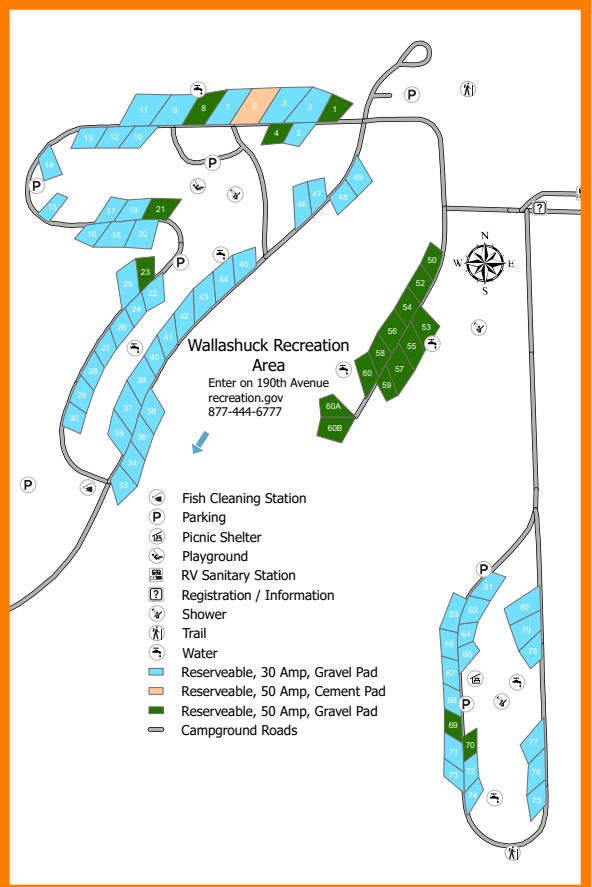 P
11
9
8
7
6
5
3
1
4
2
13
12
10
P
14
P
49
48
47
46
15
17
19
21
16
18
20
?
N
W
E
S
P
25
23
22
24
26
27
28
29
30
45
44
43
42
41
40
39
38
37
36
35
34
33
50
52
54
53
56
55
58
57
60
59
60A
60B
Wallashuck Recreation
Area
Enter on 190th Avenue
recreation.gov
877-444-6777
P
Fish Cleaning Station
P Parking
Picnic Shelter
Playground
RV Sanitary Station
? Registration / Information
Shower
Trail
Water
Reserveable, 30 Amp, Gravel Pad
Reserveable, 50 Amp, Cement Pad
Reserveable, 50 Amp, Gravel Pad
Campground Roads
P
61
62
63
64
65
66
67
68
P
69
70
71
72
73
74
80
79
78
77
76
75